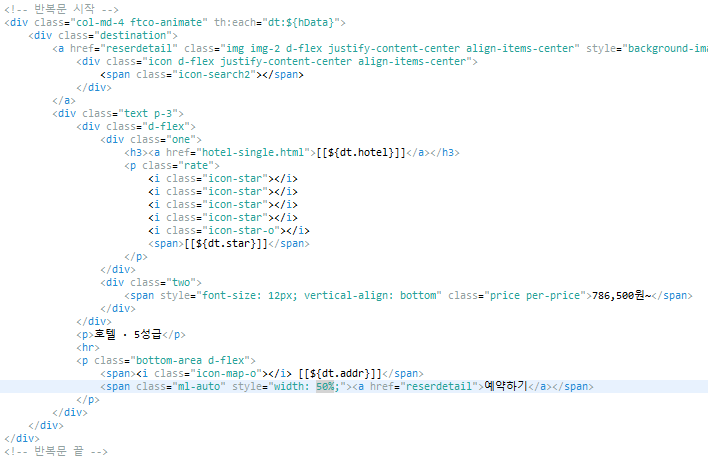 <!-- 반복문 시작 -->
<div class="col-md-4 ftco-animate" th:each="dt:${hData}">
<div class="destination">
<a href="reserdetail" class="img img-2 d-flex justify-content-center align-items-center" style="background-ima
<div class="icon d-flex justify-content-center align-items-center">
<span class="icon-search2"></span>
</div>
</a>
<div class="text p-3">
<div class="d-flex">
<div class="one">
<h3><a href="hotel-single.html">[[${dt.hotel}]]</a></h3>
<p class="rate">
<i class="icon-star"></i>
<i class="icon-star"></i>
<i class="icon-star"></i>
<i class="icon-star"></i>
<i class="icon-star-o"></i>
<span>[[${dt.star}]]</span>
</p>
</div>
<div class="two">
<span style="font-size: 12px; vertical-align: bottom" class="price per-price">786,500원~</span>
</div>
</div>
<p>호텔 · 5성급</p>
<hr>
<p class="bottom-area d-flex">
<span><i class="icon-map-o"></i> [[${dt.addr}]]</span>
<span class="ml-auto" style="width: 50%;"><a href="reserdetail">예약하기</a></span>
</p>
</div>
</div>
</div>
<!-- 반복문 끝 -->